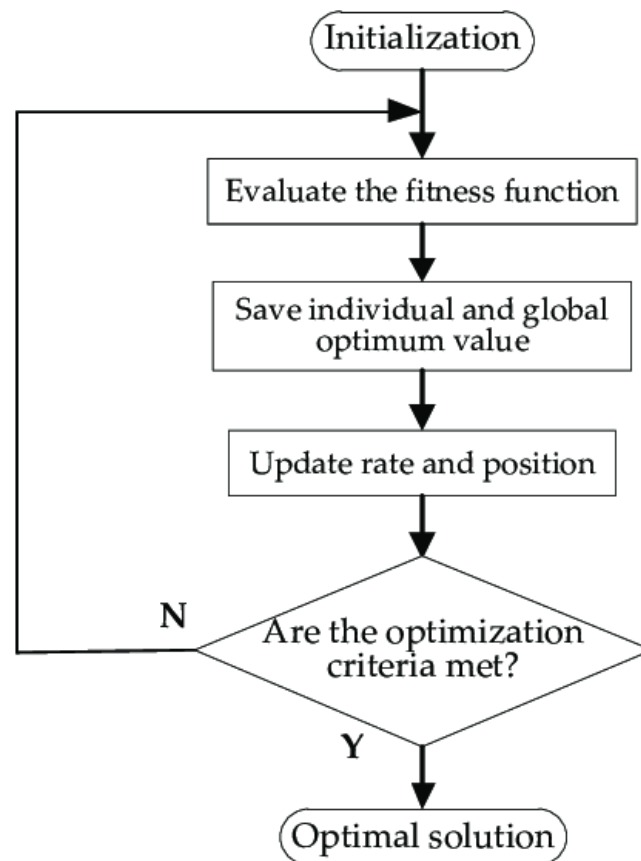 Initialization
Evaluate the fitness function
Save individual and global
optimum value
Update rate and position
N
Are the optimization
criteria met?
Y
Optimal solution